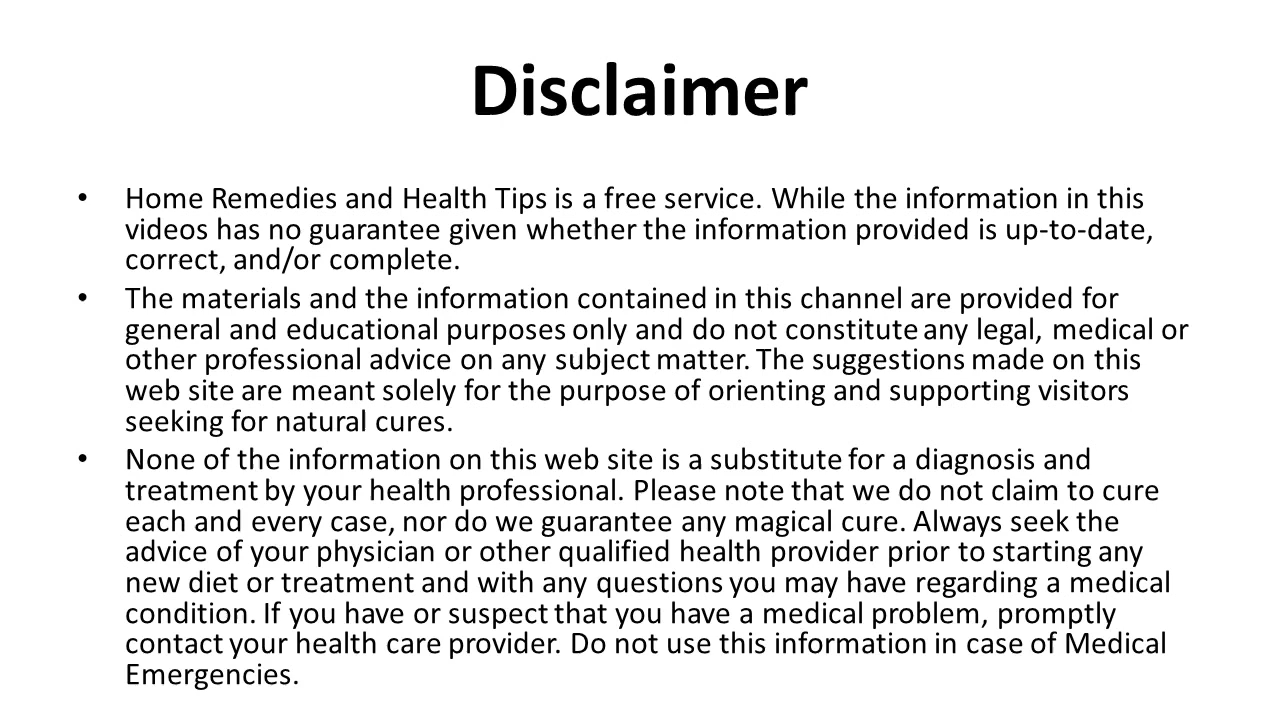 Disclaimer
• Home Remedies and Health Tips is a free service. While the information in this
videos has no guarantee given whether the information provided is up-to-date,
correct, and/or complete.
• The materials and the information contained in this channel are provided for
general and educational purposes only and do not constitute any legal, medical or
other professional advice on any subject matter. The suggestions made on this
web site are meant solely for the purpose of orienting and supporting visitors
seeking for natural cures.
• None of the information on this web site is a substitute for a diagnosis and
treatment by your health professional. Please note that we do not claim to cure
each and every case, nor do we guarantee any magical cure. Always seek the
advice of your physician or other qualified health provider prior to starting any
new diet or treatment and with any questions you may have regarding a medical
condition. If you have or suspect that you have a medical problem, promptly
contact your health care provider. Do not use this information in case of Medical
Emergencies.